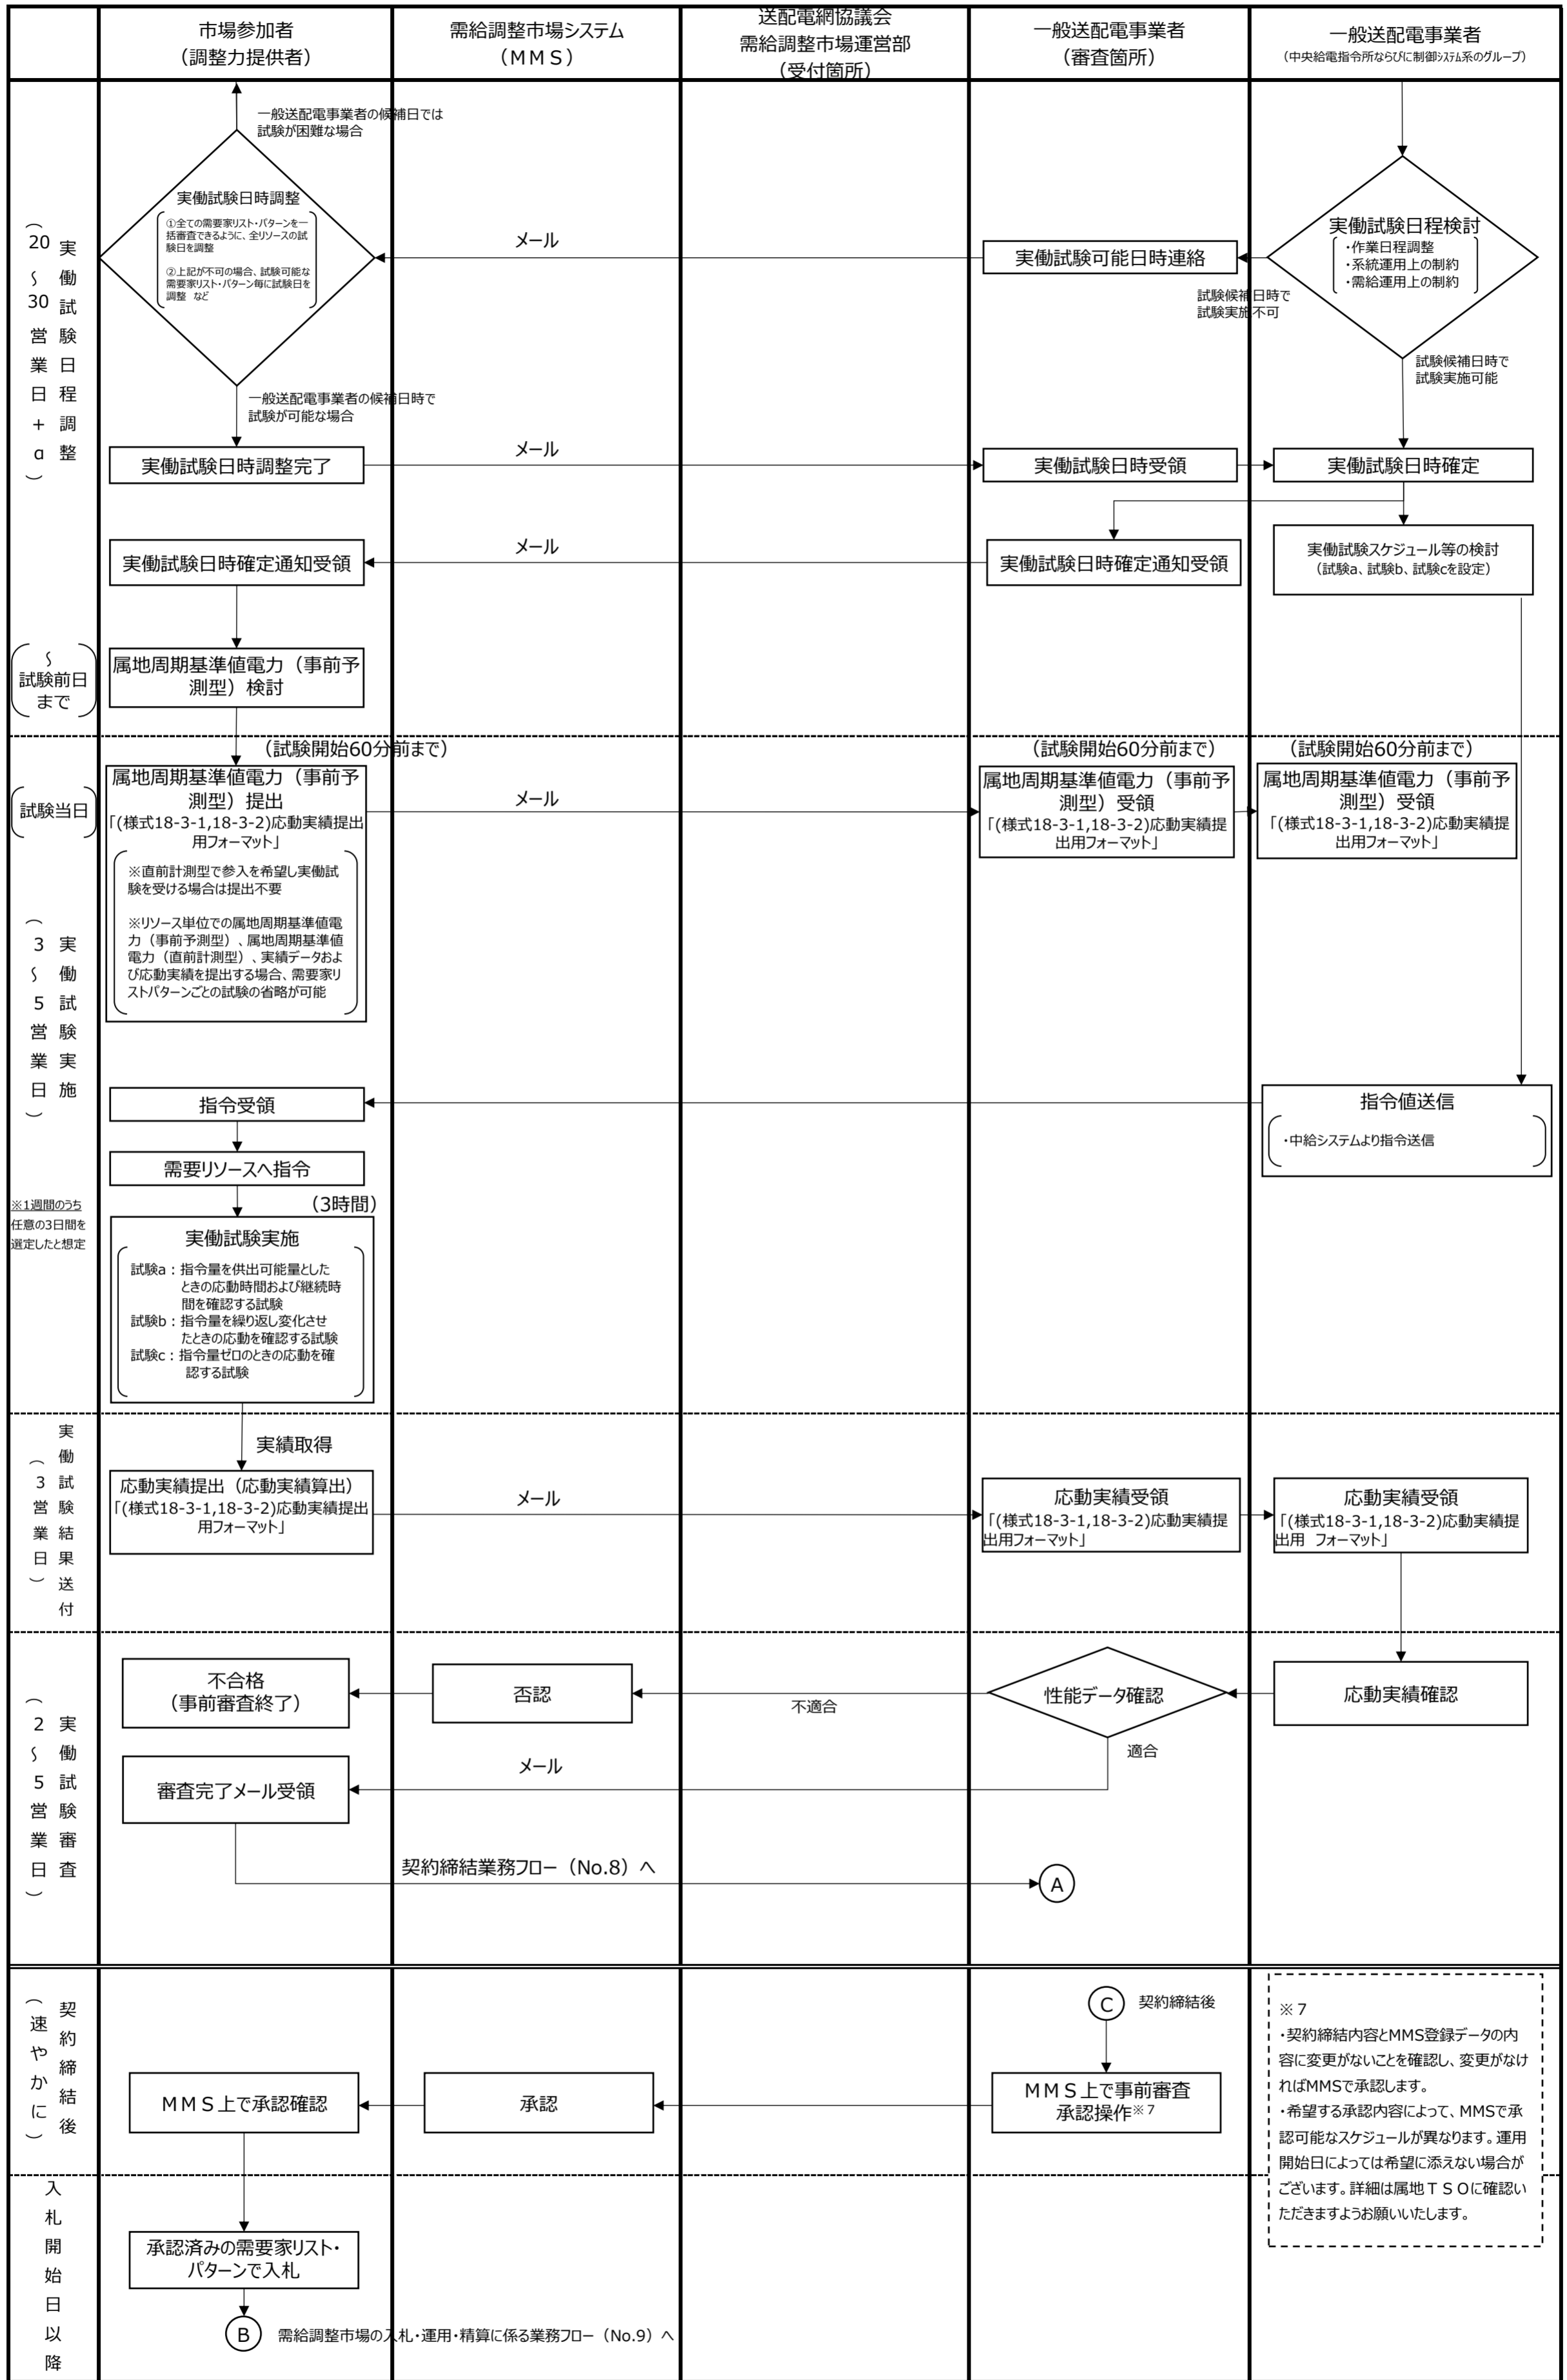 市場参加者
（調整力提供者）
需給調整市場システム
（ＭＭＳ）
送配電網協議会
需給調整市場運営部
（受付箇所）
一般送配電事業者
（審査箇所）
一般送配電事業者
（中央給電指令所ならびに制御ｼｽﾃﾑ系のグループ）
実働試験日程調整
（20～30営業日+α）
一般送配電事業者の候補日では
試験が困難な場合
実働試験日時調整
①全ての需要家リスト・パターンを一
括審査できるように、全リソースの試
験日を調整
②上記が不可の場合、試験可能な
需要家リスト・パターン毎に試験日を
調整　など
メール
実働試験可能日時連絡
実働試験日程検討
・作業日程調整
・系統運用上の制約
・需給運用上の制約
試験候補日時で
試験実施不可
試験候補日時で
試験実施可能
一般送配電事業者の候補日時で
試験が可能な場合
実働試験日時調整完了
メール
実働試験日時受領
実働試験日時確定
実働試験日時確定通知受領
メール
実働試験日時確定通知受領
実働試験スケジュール等の検討
（試験a、試験b、試験cを設定）
～
試験前日
まで
属地周期基準値電力（事前予
測型）検討
試験当日
（試験開始60分前まで）
（試験開始60分前まで）
（試験開始60分前まで）
属地周期基準値電力（事前予
測型）提出
「(様式18-3-1,18-3-2)応動実績提出
用フォーマット」
※直前計測型で参入を希望し実働試
験を受ける場合は提出不要
※リソース単位での属地周期基準値電
力（事前予測型）、属地周期基準値
電力（直前計測型）、実績データおよ
び応動実績を提出する場合、需要家リ
ストパターンごとの試験の省略が可能
メール
属地周期基準値電力（事前予
測型）受領
「(様式18-3-1,18-3-2)応動実績提
出用フォーマット」
属地周期基準値電力（事前予
測型）受領
「(様式18-3-1,18-3-2)応動実績提
出用フォーマット」
実働試験実施
（3～5営業日）
※1週間のうち
任意の3日間を
選定したと想定
指令受領
指令値送信
・中給システムより指令送信
需要リソースへ指令
（3時間）
実働試験実施
試験a：指令量を供出可能量とした
ときの応動時間および継続時
間を確認する試験
試験b：指令量を繰り返し変化させ
たときの応動を確認する試験
試験c：指令量ゼロのときの応動を確
認する試験
実働試験結果送付
（3営業日）
実績取得
応動実績提出（応動実績算出）
「(様式18-3-1,18-3-2)応動実績提出
用フォーマット」
メール
応動実績受領
「(様式18-3-1,18-3-2)応動実績提
出用フォーマット」
応動実績受領
「(様式18-3-1,18-3-2)応動実績提
出用　フォーマット」
実働試験審査
（2～5営業日）
不合格
（事前審査終了）
否認
不適合
性能データ確認
応動実績確認
適合
審査完了メール受領
メール
契約締結業務フロー（No.8）へ
A
契約締結後
（速やかに）
C
契約締結後
ＭＭＳ上で承認確認
承認
ＭＭＳ上で事前審査
承認操作※７
※７
・契約締結内容とMMS登録データの内
容に変更がないことを確認し、変更がなけ
ればMMSで承認します。
・希望する承認内容によって、MMSで承
認可能なスケジュールが異なります。運用
開始日によっては希望に添えない場合が
ございます。詳細は属地ＴＳＯに確認い
ただきますようお願いいたします。
入札開始日以降
承認済みの需要家リスト・
パターンで入札
B
需給調整市場の入札・運用・精算に係る業務フロー（No.9）へ